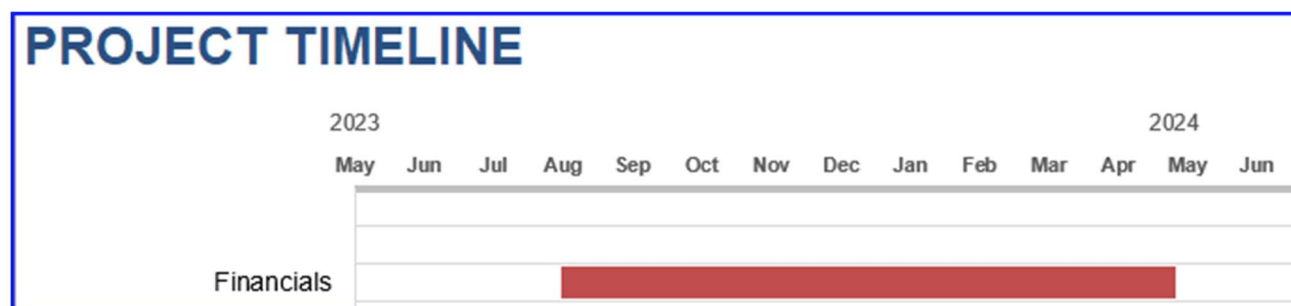 PROJECT TIMELINE
2023 2024
May Jun Jul Aug Sep Oct Nov Dec Jan Feb Mar Apr May Jun
Financials